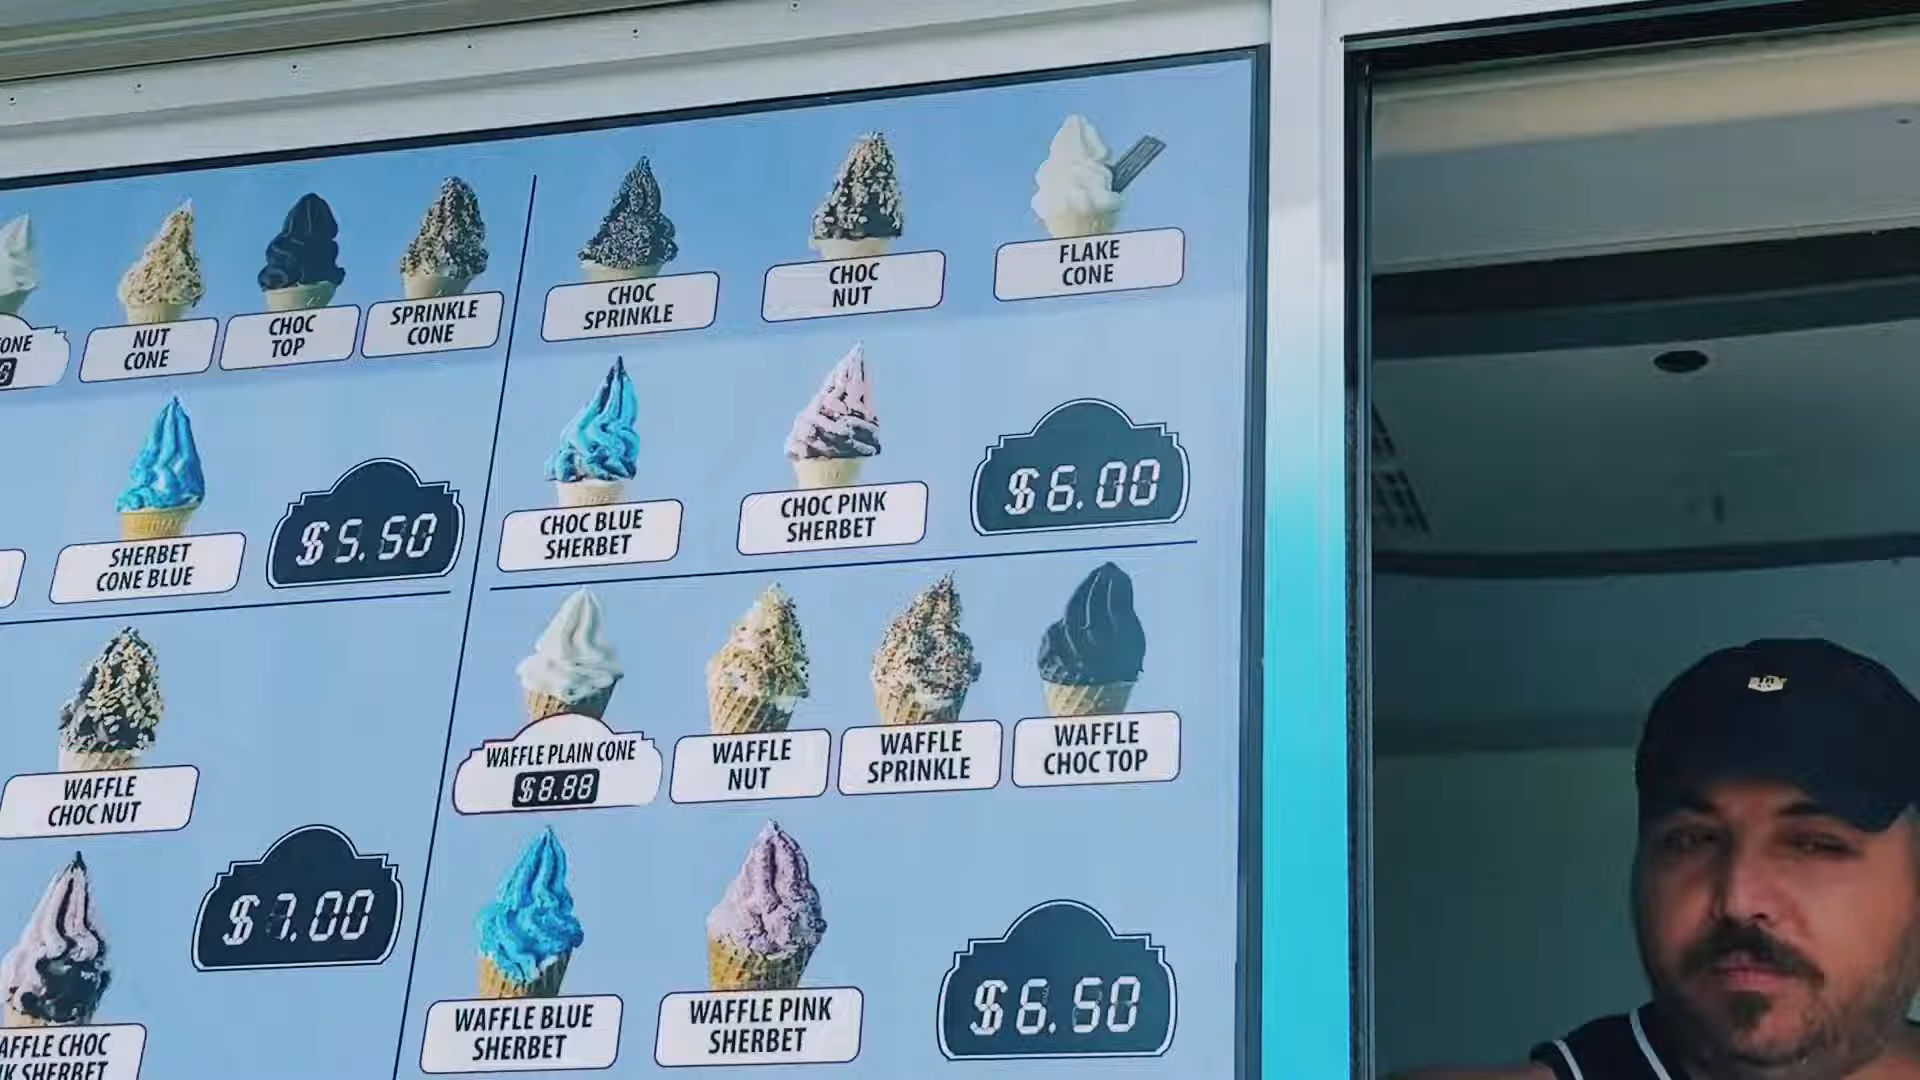 NUT
CONE
CHOC
TOP
SPRINKLE
CONE
SHERBET
CONE BLUE
$5.50
CHOC
SPRINKLE
CHOC
NUT
FLAKE
CONE
CHOC BLUE
SHERBET
CHOC PINK
SHERBET
$6.00
WAFFLE
CHOC NUT
$7.00
WAFFLE PLAIN CONE
$8.88
WAFFLE
NUT
WAFFLE
SPRINKLE
WAFFLE
CHOC TOP
WAFFLE BLUE
SHERBET
WAFFLE PINK
SHERBET
$6.50
CHOC
SHERBET